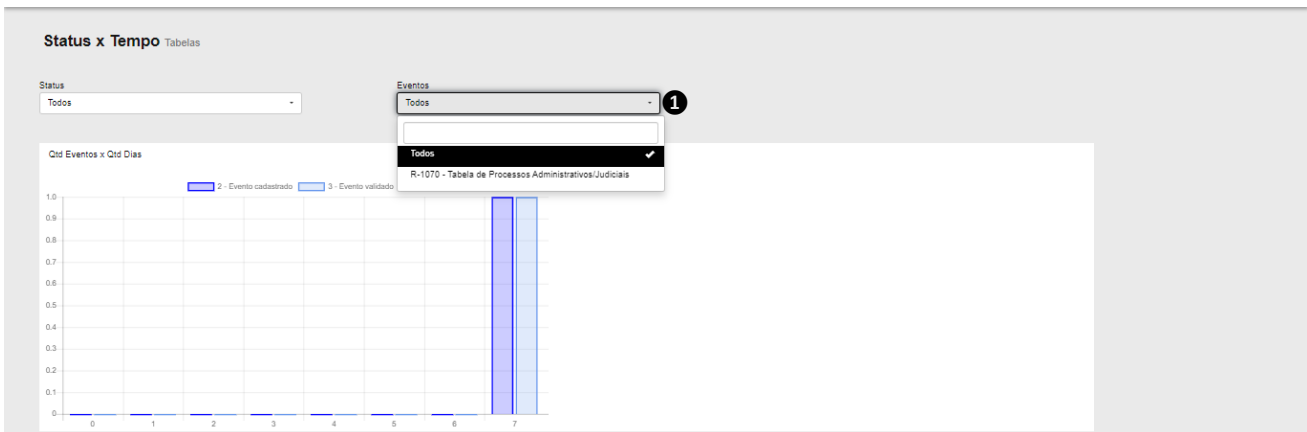 Status x Tempo Tabelas
Status
Eventos
Todos
Todos
1
Todos
R-1070 - Tabela de Processos Administrativos/Judiciais
Qtd Eventos x Qtd Dias
2 - Evento cadastrado 3 - Evento validado
1.0
0.9
0.8
0.7
0.6
0.5
0.4
0.3
0.2
0.1
0
0 1 2 3 4 5 6 7